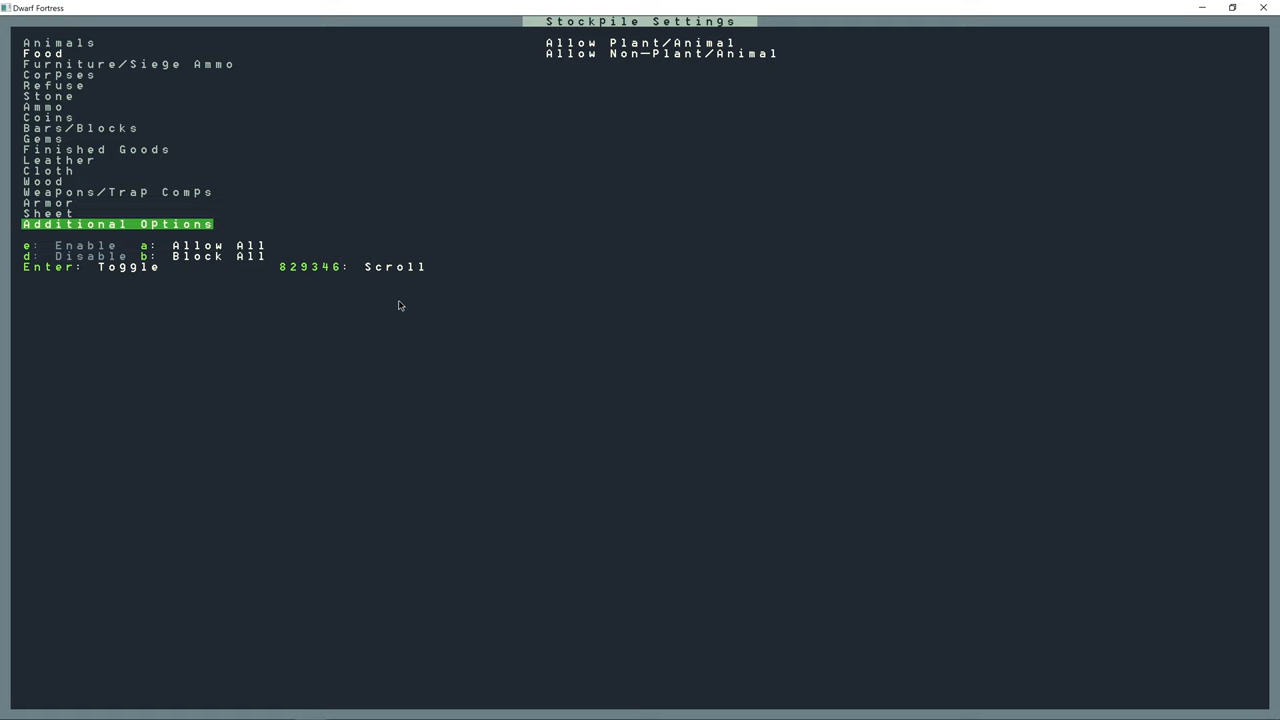 Dwarf Fortress
Stockpile Settings
Animals
Food
Furniture/Siege Ammo
Corpses
Refuse
Stone
Ammo
Coins
Bars/Blocks
Gems
Finished Goods
Leather
Cloth
Wood
Weapons/Trap Comps
Armor
Sheet
Additional Options
Allow Plant/Animal
Allow Non-Plant/Animal
e: Enable a: Allow All
d: Disable b: Block All
Enter: Toggle 829346: Scroll